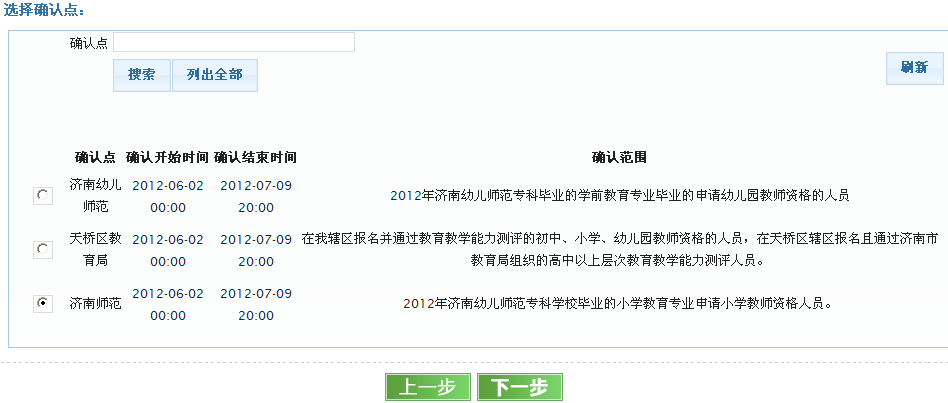 选择确认点：
确认点
搜索 列出全部
刷新
确认点 确认开始时间 确认结束时间 确认范围
济南幼儿师范 2012-06-02 00:00 2012-07-09 20:00 2012年济南幼儿师范专科毕业的学前教育专业毕业的申请幼儿园教师资格的人员
天桥区教育局 2012-06-02 00:00 2012-07-09 20:00 在我辖区报名并通过教育教学能力测评的初中、小学、幼儿园教师资格的人员，在天桥区辖区报名且通过济南市教育局组织的高中以上层次教育教学能力测评人员。
济南师范 2012-06-02 00:00 2012-07-09 20:00 2012年济南幼儿师范专科学校毕业的小学教育专业申请小学教师资格人员。
上一步 下一步